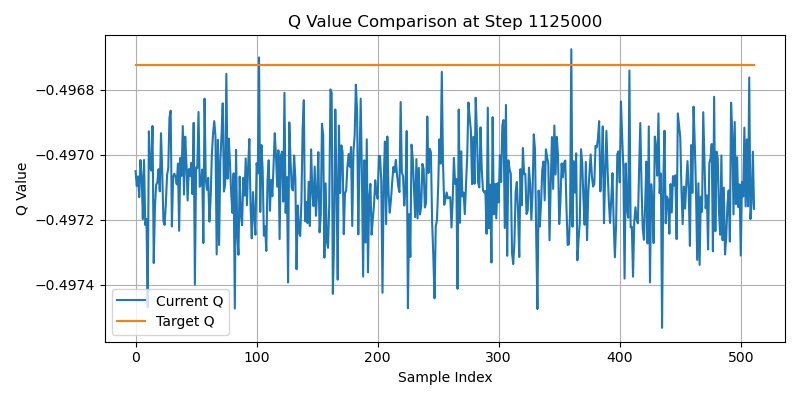 Q Value Comparison at Step 1125000
Q Value
−0.4968
−0.4970
−0.4972
−0.4974
Current Q
Target Q
0 100 200 300 400 500
Sample Index